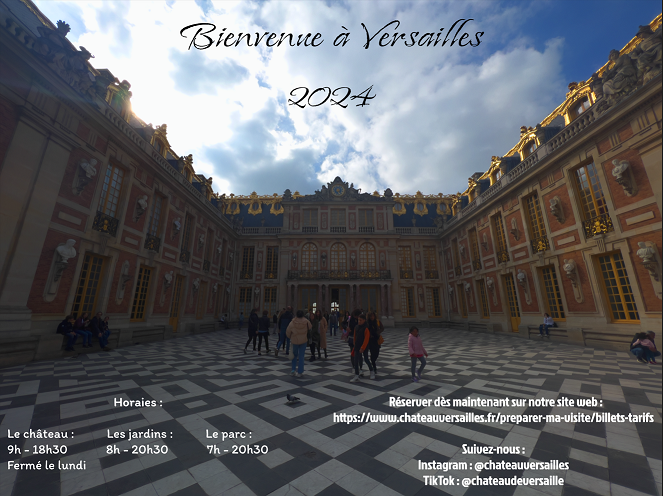 Bienvenue à Versailles
2024
Horaies :
Le château :
9h - 18h30
Fermé le lundi
Les jardins :
8h - 20h30
Le parc :
7h - 20h30
Réserver dès maintenant sur notre site web :
https://www.chateauversailles.fr/preparer-ma-visite/billets-tarifs
Suivez-nous :
Instagram : @chateauversailles
TikTok : @chateaudeversaille